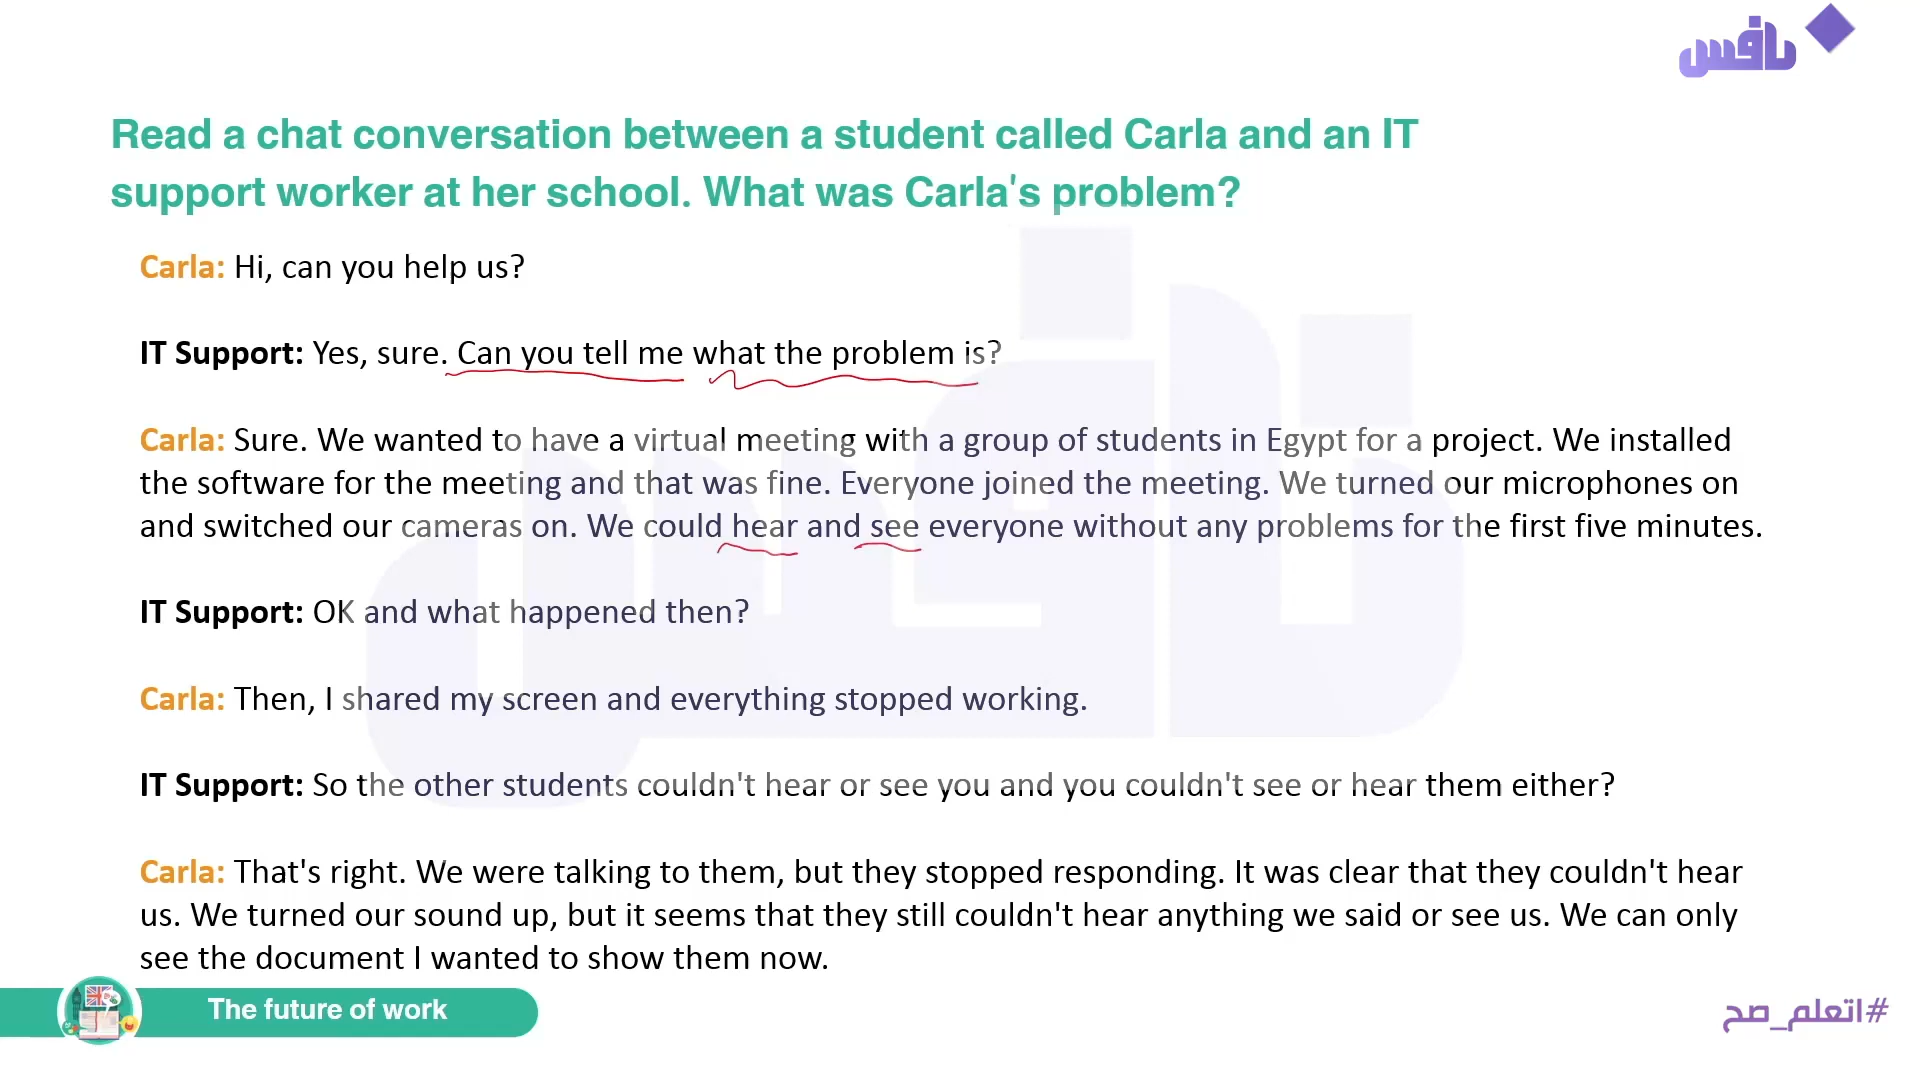 نافس
Read a chat conversation between a student called Carla and an IT
support worker at her school. What was Carla's problem?
Carla: Hi, can you help us?
IT Support: Yes, sure. Can you tell me what the problem is?
Carla: Sure. We wanted to have a virtual meeting with a group of students in Egypt for a project. We installed
the software for the meeting and that was fine. Everyone joined the meeting. We turned our microphones on
and switched our cameras on. We could hear and see everyone without any problems for the first five minutes.
IT Support: OK and what happened then?
Carla: Then, I shared my screen and everything stopped working.
IT Support: So the other students couldn't hear or see you and you couldn't see or hear them either?
Carla: That's right. We were talking to them, but they stopped responding. It was clear that they couldn't hear
us. We turned our sound up, but it seems that they still couldn't hear anything we said or see us. We can only
see the document I wanted to show them now.
The future of work
#اتعلم_صح